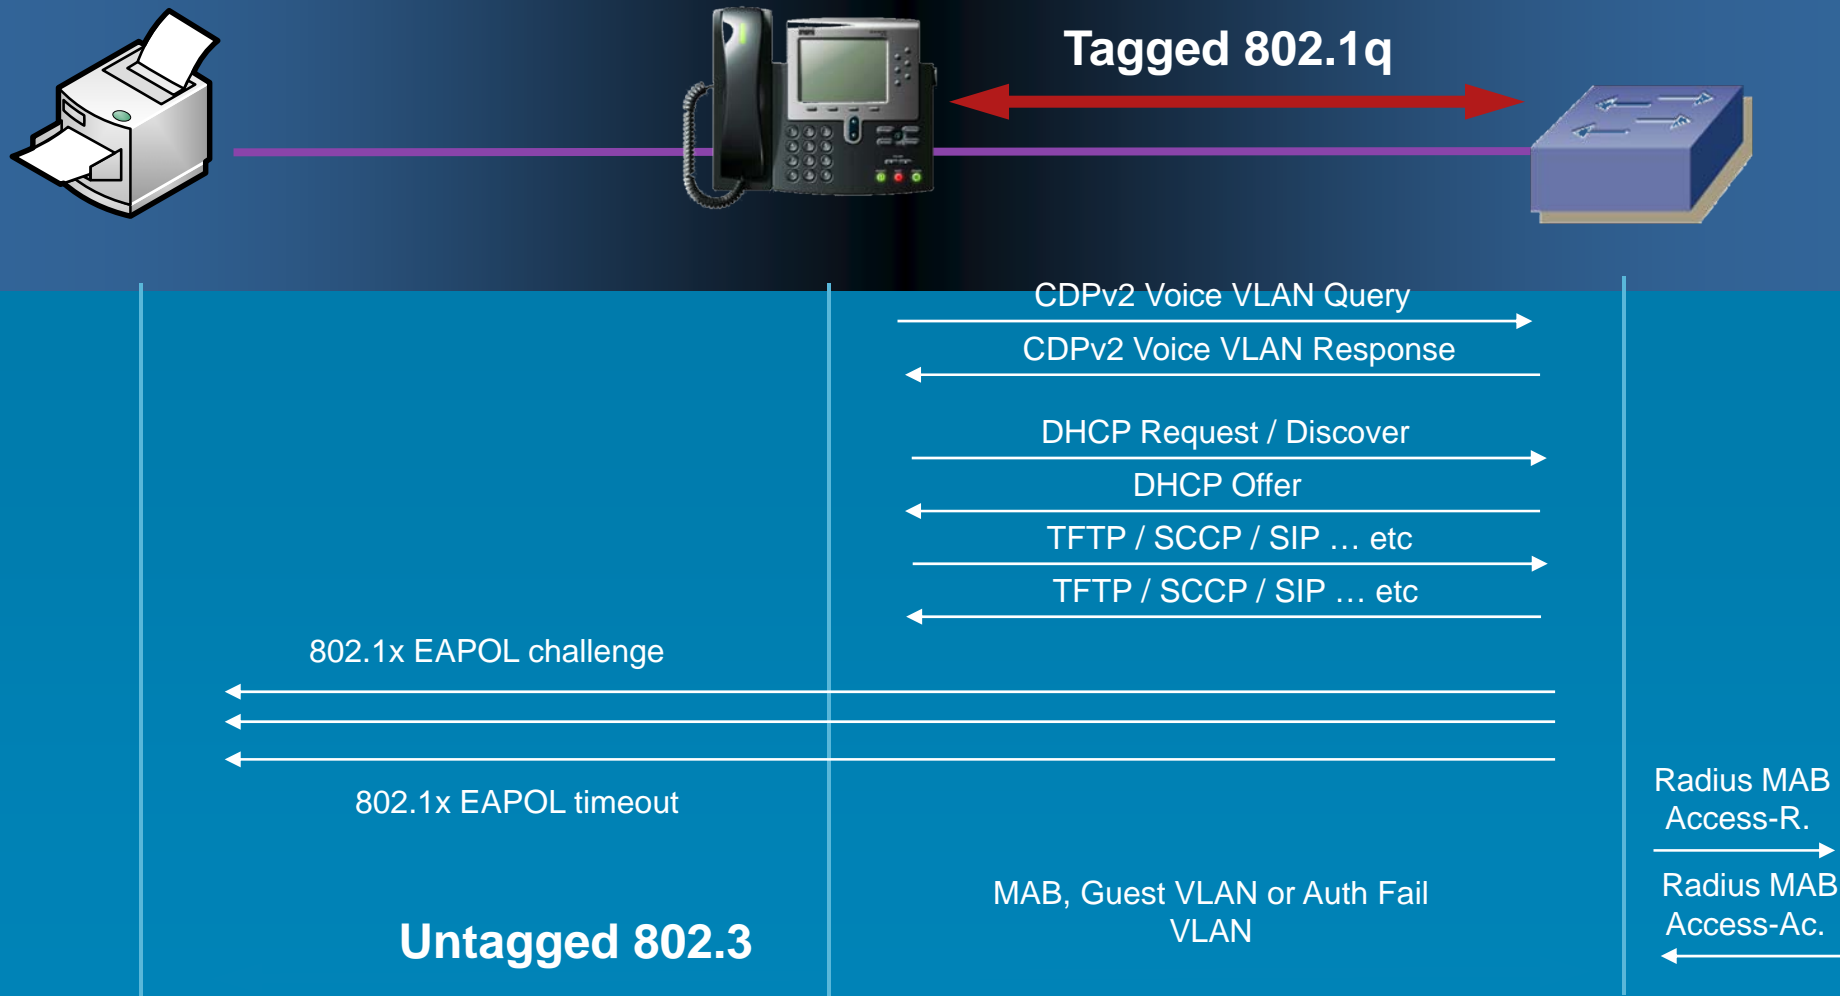 Tagged 802.1q
CDPv2 Voice VLAN Query
CDPv2 Voice VLAN Response
DHCP Request / Discover
DHCP Offer
TFTP / SCCP / SIP … etc
TFTP / SCCP / SIP … etc
802.1x EAPOL challenge
802.1x EAPOL timeout
Radius MAB
Access-R.
MAB, Guest VLAN or Auth Fail
VLAN
Radius MAB
Access-Ac.
Untagged 802.3